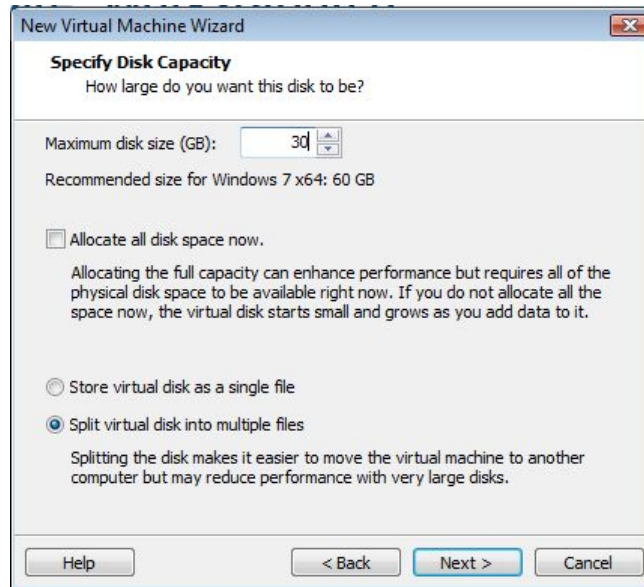 New Virtual Machine Wizard
Specify Disk Capacity
How large do you want this disk to be?
Maximum disk size (GB): 30
Recommended size for Windows 7 x64: 60 GB
Allocate all disk space now.
Allocating the full capacity can enhance performance but requires all of the
physical disk space to be available right now. If you do not allocate all the
space now, the virtual disk starts small and grows as you add data to it.
Store virtual disk as a single file
Split virtual disk into multiple files
Splitting the disk makes it easier to move the virtual machine to another
computer but may reduce performance with very large disks.
Help < Back Next > Cancel